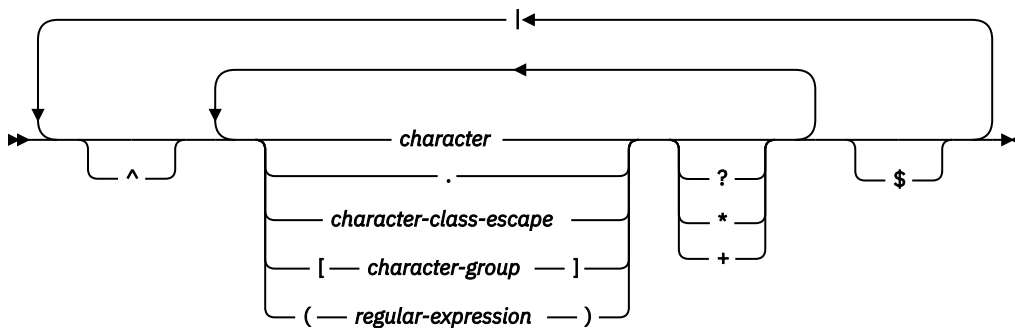 |
character
^
.
?
$
character-class-escape
*
[ character-group ]
+
( regular-expression )